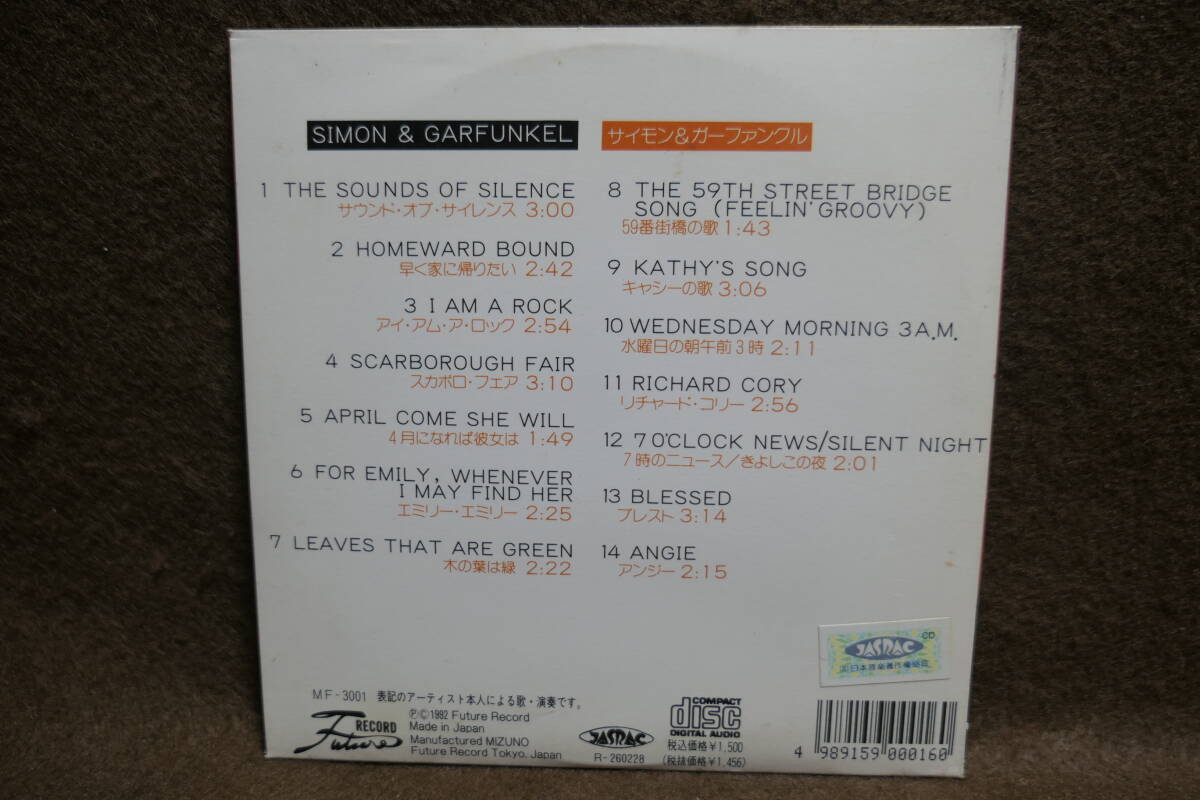 SIMON & GARFUNKEL
サイモン&ガーファンクル
1 THE SOUNDS OF SILENCE
サウンド・オブ・サイレンス 3:00
2 HOMEWARD BOUND
早く家に帰りたい 2:42
3 I AM A ROCK
アイ・アム・ア・ロック 2:54
4 SCARBOROUGH FAIR
スカボロ・フェア 3:10
5 APRIL COME SHE WILL
4月になれば彼女は 1:49
6 FOR EMILY, WHENEVER
I MAY FIND HER
エミリー・エミリー 2:25
7 LEAVES THAT ARE GREEN
木の葉は緑 2:22
8 THE 59TH STREET BRIDGE
SONG (FEELIN' GROOVY)
59番街橋の歌 1:43
9 KATHY'S SONG
キャシーの歌 3:06
10 WEDNESDAY MORNING 3A.M.
水曜日の朝午前3時 2:11
11 RICHARD CORY
リチャード・コリー 2:56
12 7 O'CLOCK NEWS/SILENT NIGHT
7時のニュース/きよしこの夜 2:01
13 BLESSED
ブレスト 3:14
14 ANGIE
アンジー 2:15
CD
JASRAC
日本音楽著作権協会
MF-3001 表記のアーティスト本人による歌・演奏です。
Future RECORD
℗©1992 Future Record
Made in Japan
Manufactured MIZUNO
Future Record Tokyo, Japan
JASRAC
R-260228
COMPACT
disc
DIGITAL AUDIO
税込価格¥1,500
(税抜価格¥1,456)
4 989159 000160